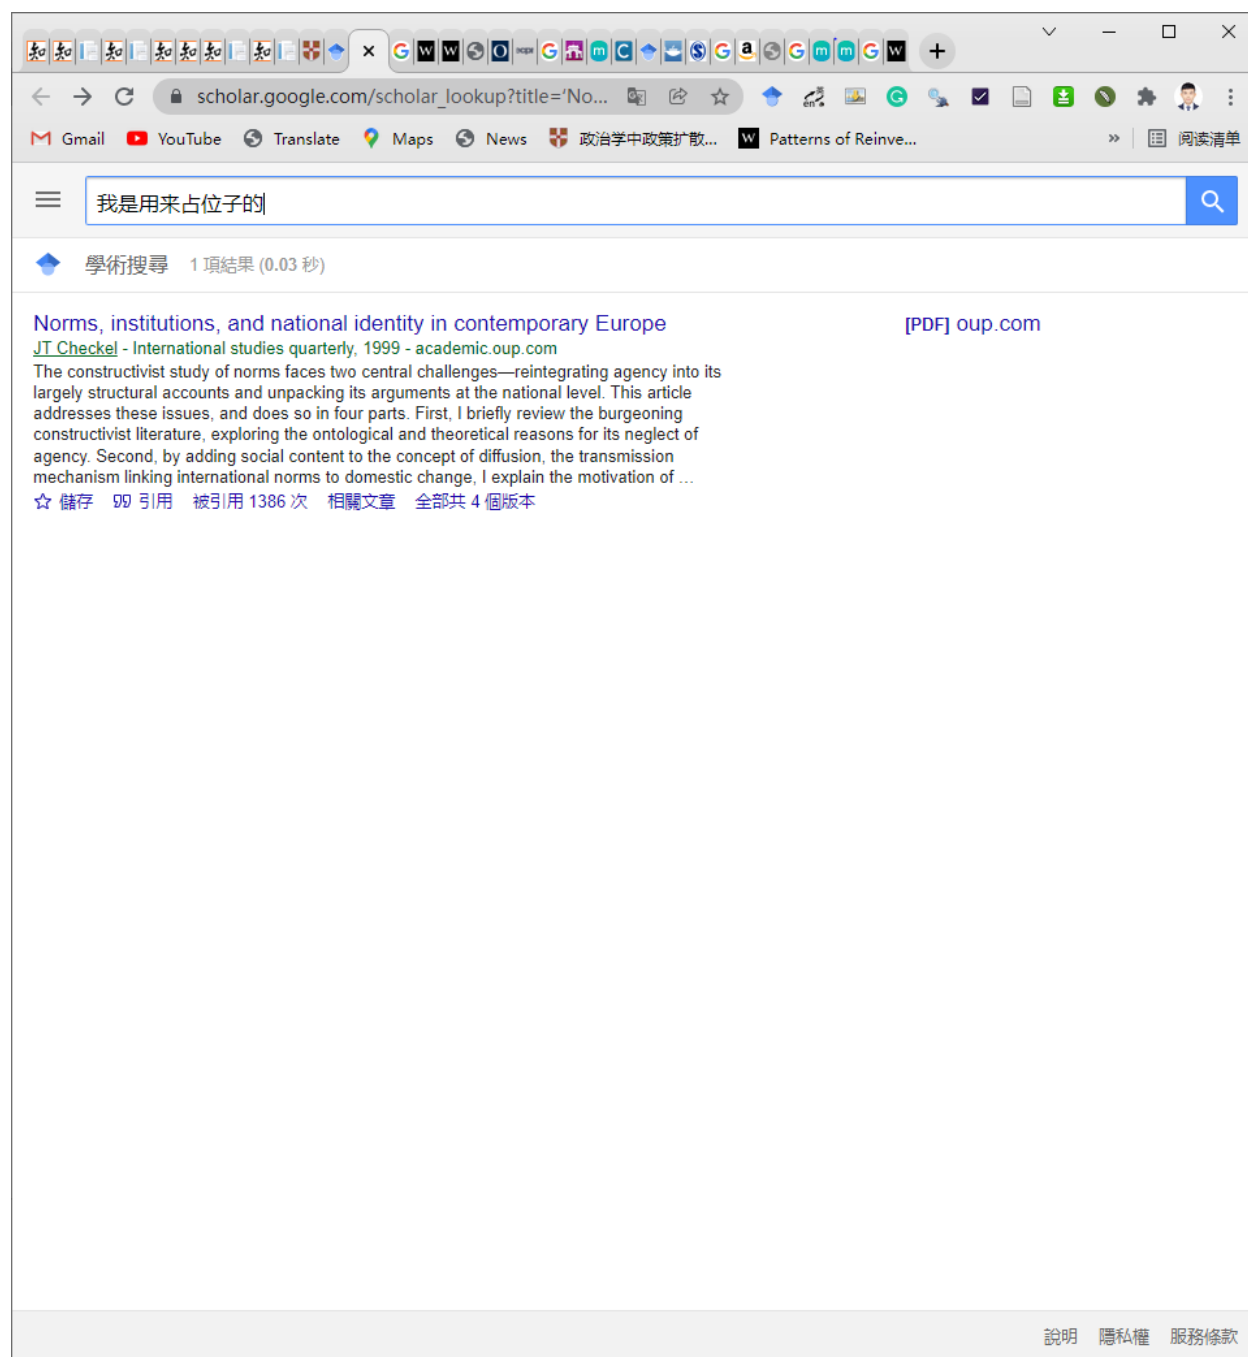 scholar.google.com/scholar_lookup?title='No...
Gmail YouTube Translate Maps News 政治学中政策扩散... Patterns of Reinve... » 阅读清单
我是用来占位子的
學術搜尋 1 項結果 (0.03 秒)
Norms, institutions, and national identity in contemporary Europe [PDF] oup.com
JT Checkel - International studies quarterly, 1999 - academic.oup.com
The constructivist study of norms faces two central challenges—reintegrating agency into its
largely structural accounts and unpacking its arguments at the national level. This article
addresses these issues, and does so in four parts. First, I briefly review the burgeoning
constructivist literature, exploring the ontological and theoretical reasons for its neglect of
agency. Second, by adding social content to the concept of diffusion, the transmission
mechanism linking international norms to domestic change, I explain the motivation of …
儲存 引用 被引用 1386 次 相關文章 全部共 4 個版本
說明 隱私權 服務條款